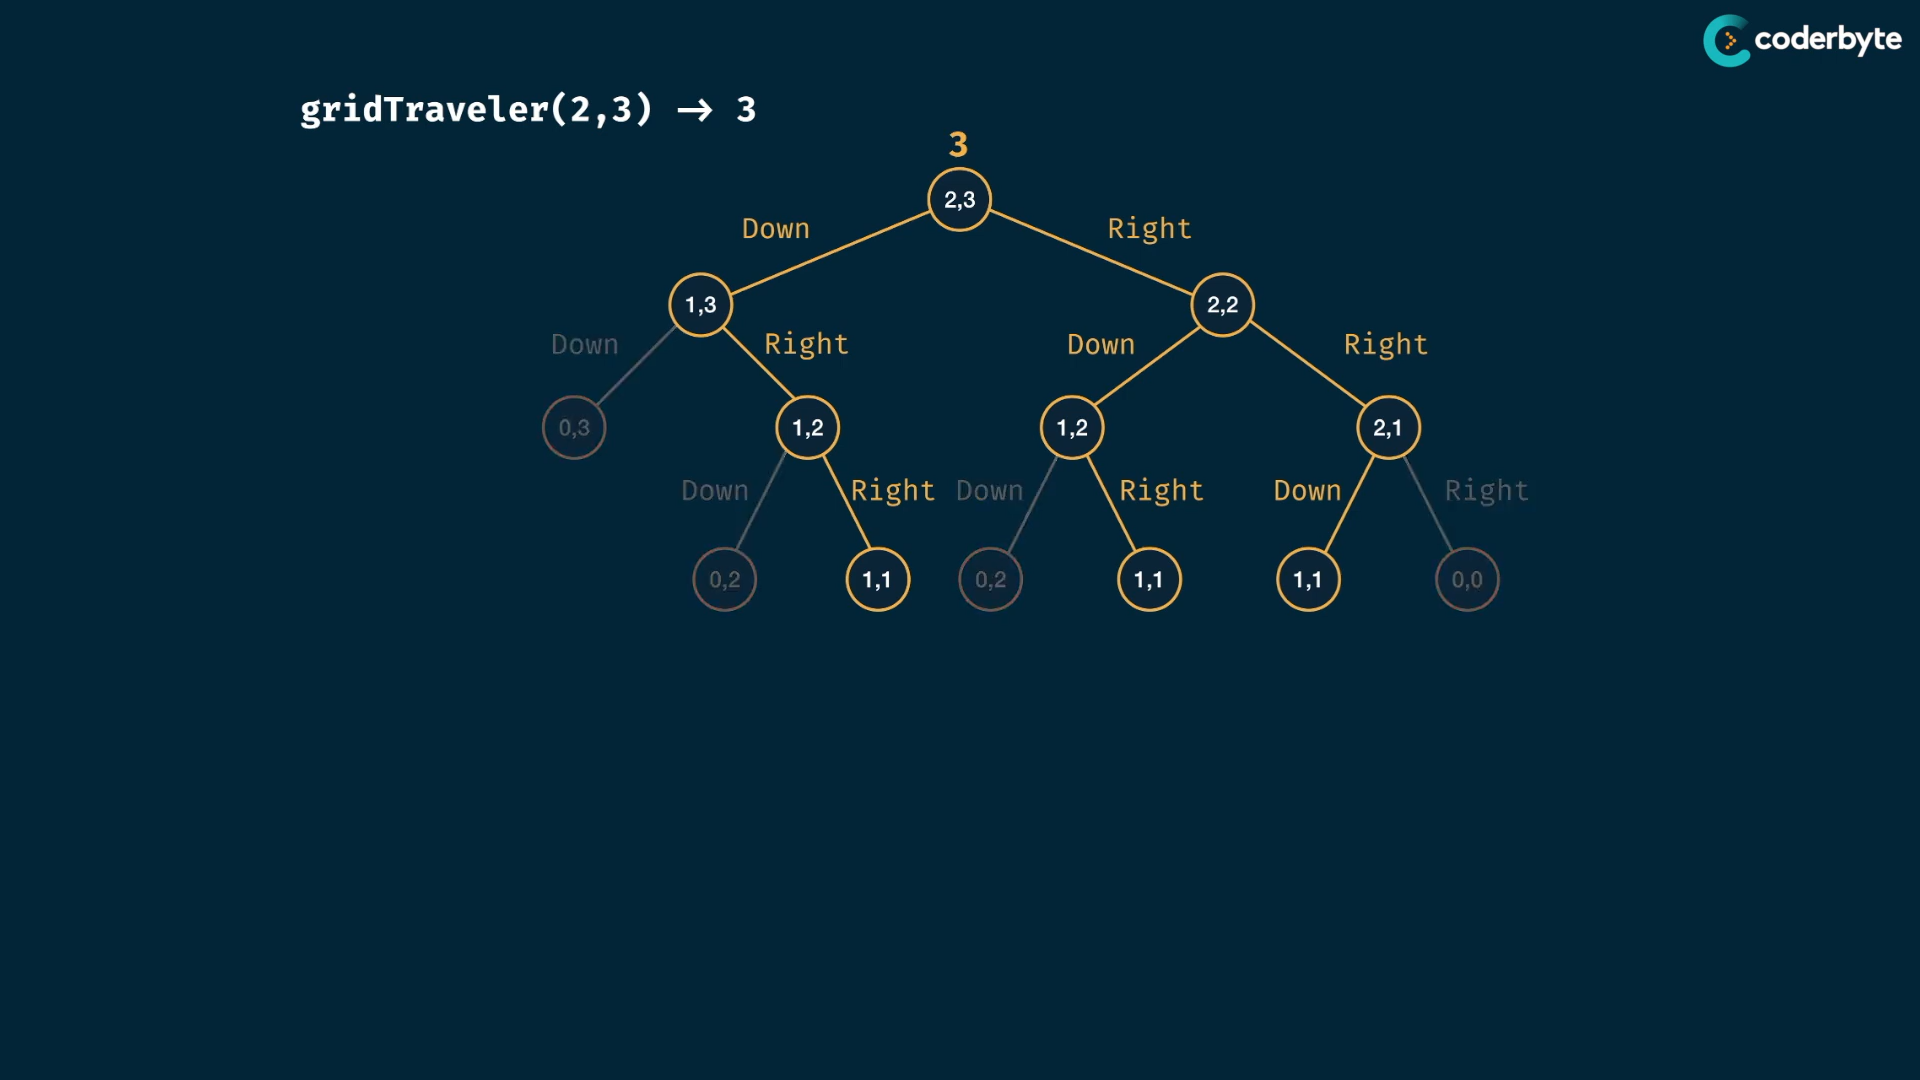 coderbyte
gridTraveler(2,3) → 3
3
2,3
Down Right
1,3 2,2
Down Right Down Right
0,3 1,2 1,2 2,1
Down Right Down Right Down Right
0,2 1,1 0,2 1,1 1,1 0,0